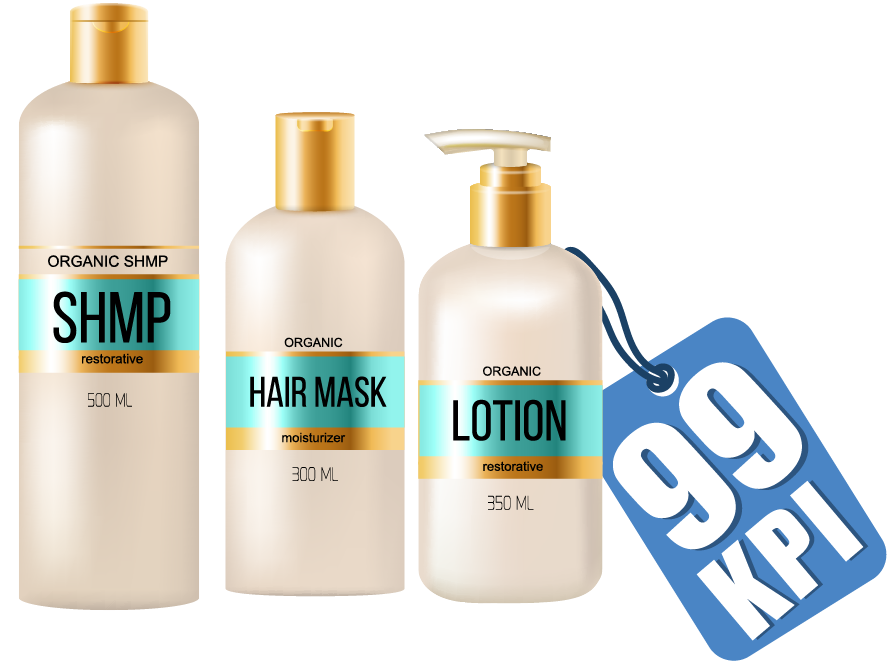 ORGANIC SHMP
SHMP
restorative
500 ML
ORGANIC
HAIR MASK
moisturizer
300 ML
ORGANIC
LOTION
restorative
350 ML
99
KPI